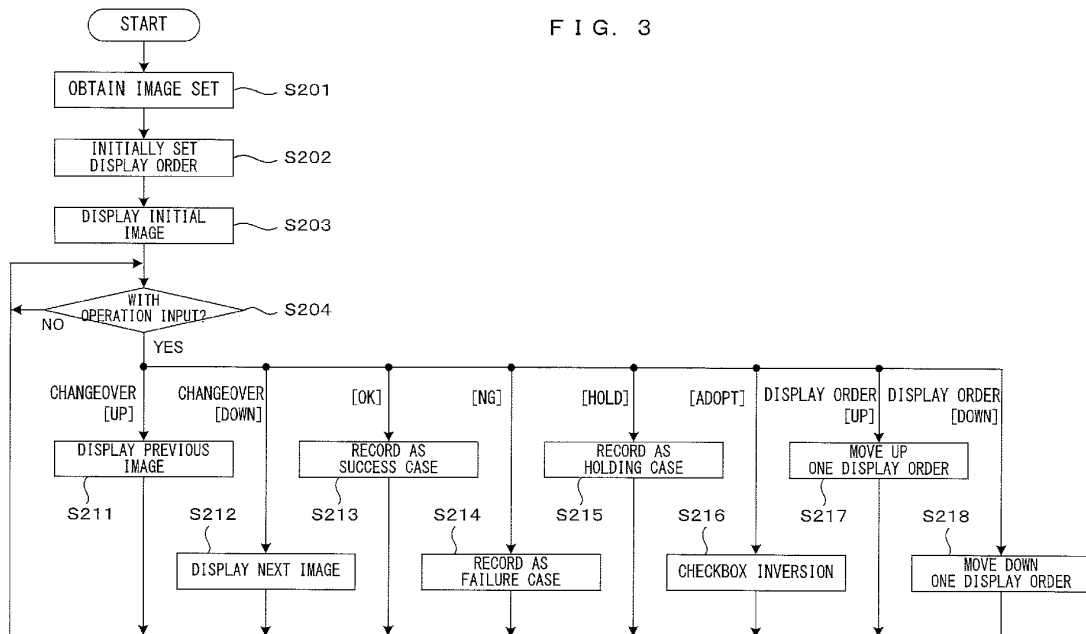 START
F I G. 3
OBTAIN IMAGE SET
S201
INITIALLY SET
DISPLAY ORDER
S202
DISPLAY INITIAL
IMAGE
S203
WITH
OPERATION INPUT?
S204
NO
YES
CHANGEOVER
[UP]
CHANGEOVER
[DOWN]
[OK]
[NG]
[HOLD]
[ADOPT]
DISPLAY ORDER
[UP]
DISPLAY ORDER
[DOWN]
DISPLAY PREVIOUS
IMAGE
S211
S212
DISPLAY NEXT IMAGE
RECORD AS
SUCCESS CASE
S213
S214
RECORD AS
FAILURE CASE
RECORD AS
HOLDING CASE
S215
S216
CHECKBOX INVERSION
MOVE UP
ONE DISPLAY ORDER
S217
S218
MOVE DOWN
ONE DISPLAY ORDER